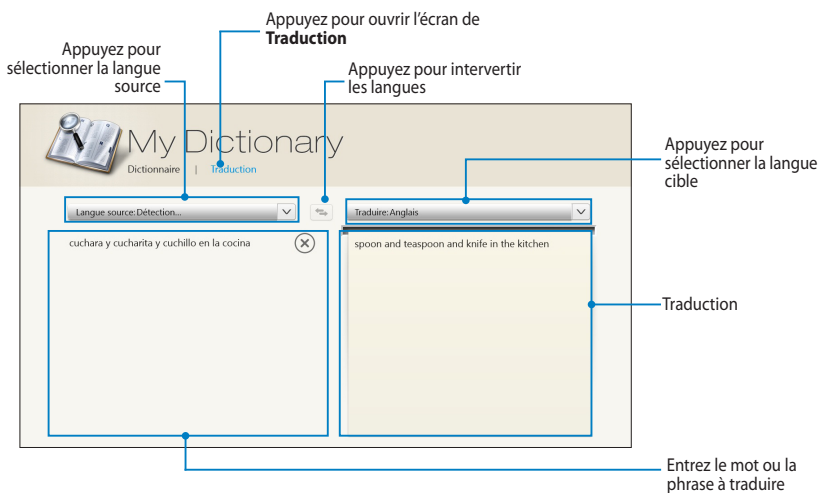 Appuyez pour ouvrir l'écran de
Traduction
Appuyez pour
sélectionner la langue
source
Appuyez pour intervertir
les langues
My Dictionary
Dictionnaire | Traduction
Appuyez pour
sélectionner la langue
cible
Langue source: Détection...
Traduire: Anglais
cuchara y cucharita y cuchillo en la cocina
spoon and teaspoon and knife in the kitchen
Traduction
Entrez le mot ou la
phrase à traduire